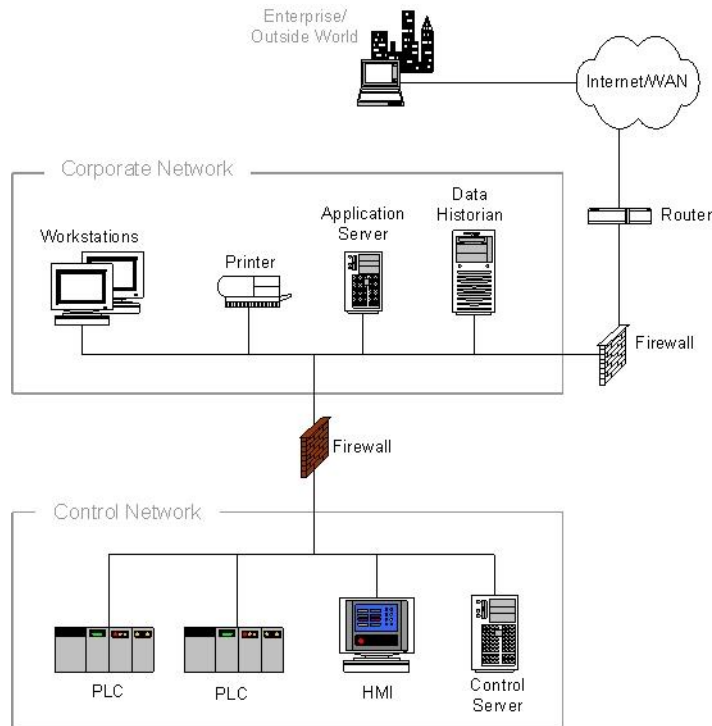 Enterprise/
Outside World
Internet/WAN
Corporate Network
Data
Historian
Application
Server
Router
Workstations
Printer
Firewall
Firewall
Control Network
PLC
PLC
HMI
Control
Server